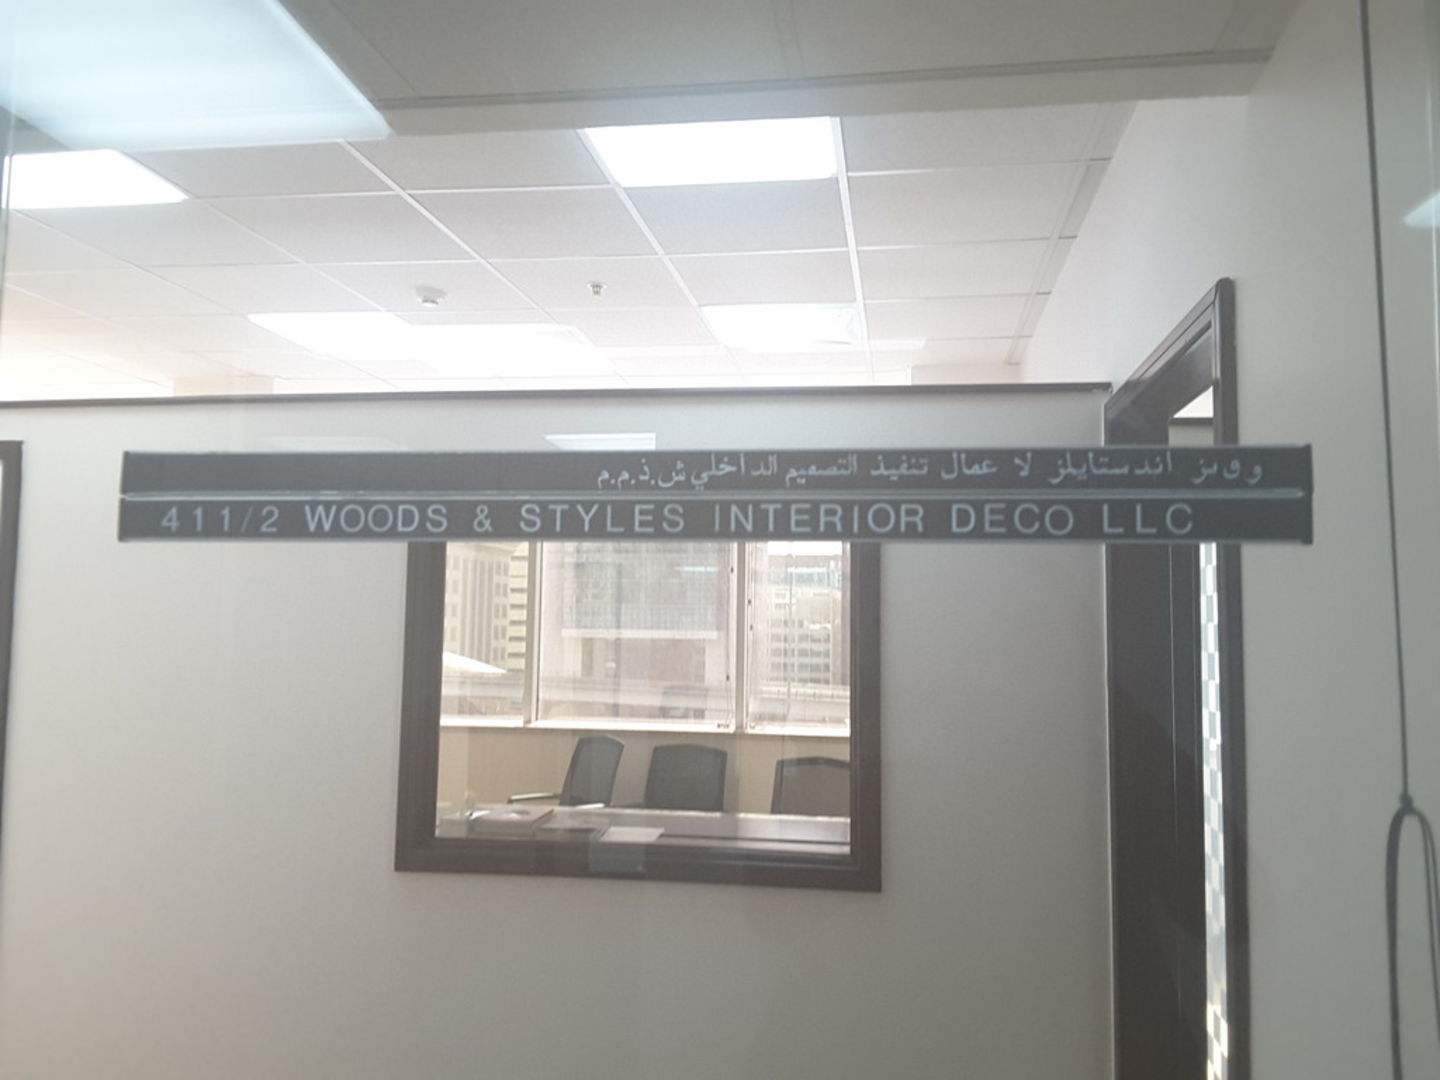 وودز اندستايلز لا عمال تنفيذ التصميم الداخلي ش.ذ.م.م
411/2 WOODS & STYLES INTERIOR DECO LLC